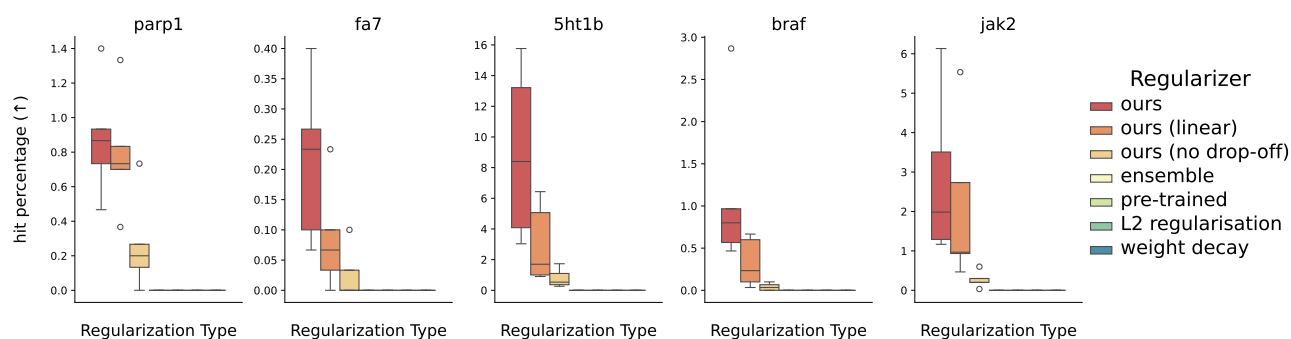 parp1
fa7
5ht1b
braf
jak2
hit percentage (↑)
1.4
1.2
1.0
0.8
0.6
0.4
0.2
0.0
0.40
0.35
0.30
0.25
0.20
0.15
0.10
0.05
0.00
16
14
12
10
8
6
4
2
0
3.0
2.5
2.0
1.5
1.0
0.5
0.0
6
5
4
3
2
1
0
Regularization Type
Regularization Type
Regularization Type
Regularization Type
Regularization Type
Regularizer
ours
ours (linear)
ours (no drop-off)
ensemble
pre-trained
L2 regularisation
weight decay